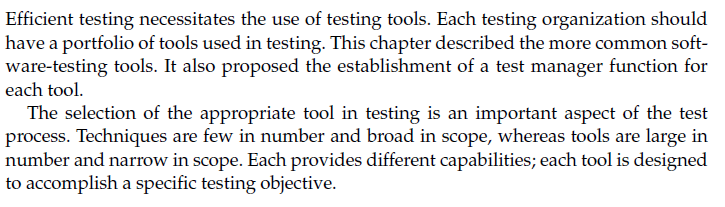 Efficient testing necessitates the use of testing tools. Each testing organization should
have a portfolio of tools used in testing. This chapter described the more common soft-
ware-testing tools. It also proposed the establishment of a test manager function for
each tool.
The selection of the appropriate tool in testing is an important aspect of the test
process. Techniques are few in number and broad in scope, whereas tools are large in
number and narrow in scope. Each provides different capabilities; each tool is designed
to accomplish a specific testing objective.